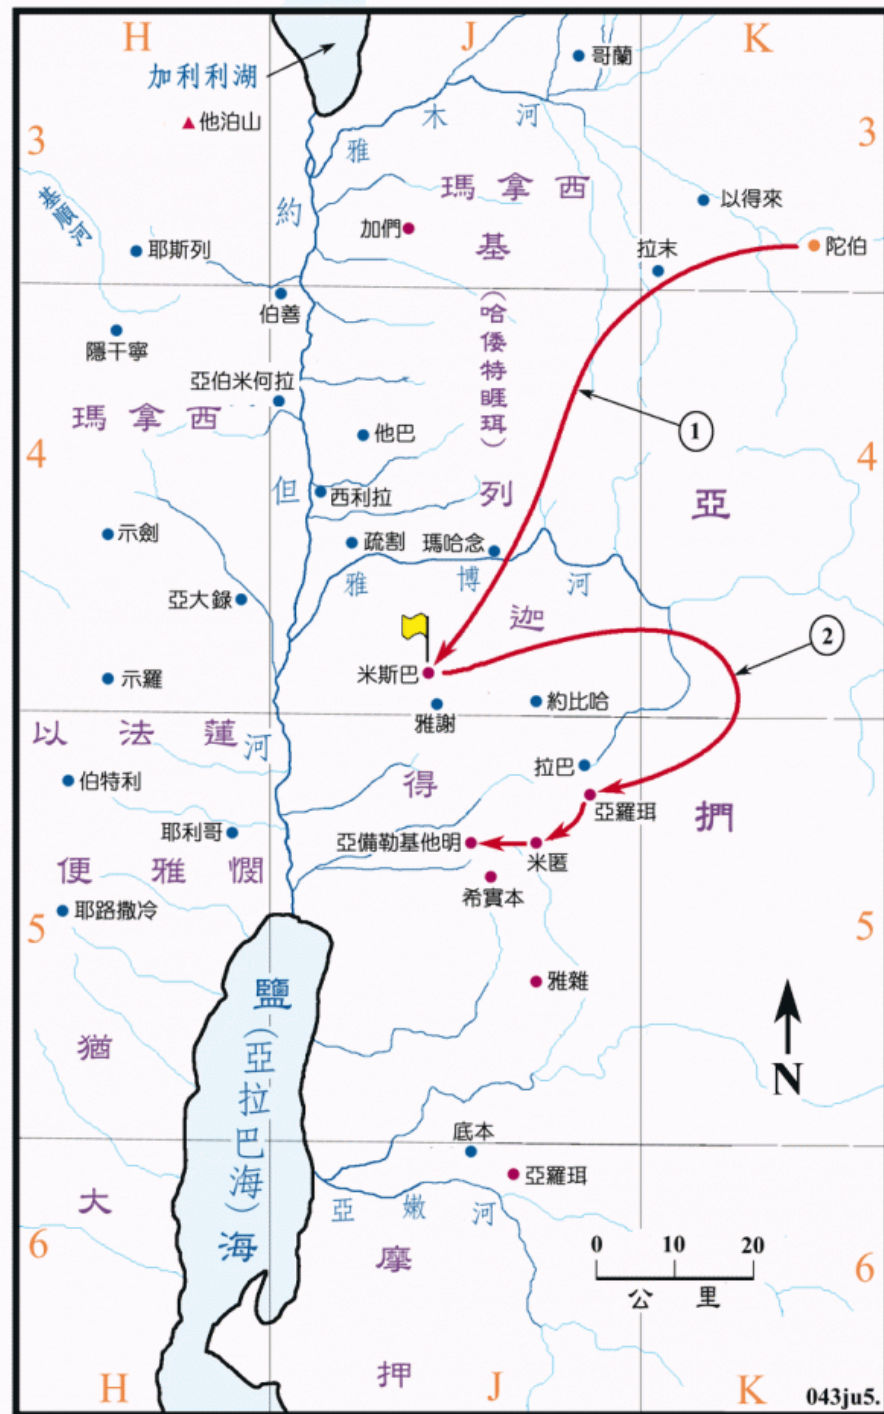 H
J
K
加利利湖
哥蘭
他泊山
3
雅木河
3
瑪拿西
基順河
約
以得來
加們
基
陀伯
耶斯列
拉末
伯善
(哈倭特睚珥)
隱干寧
亞伯米何拉
瑪拿西
1
他巴
4
4
但
西利拉
列
亞
示劍
疏割
瑪哈念
雅博河
亞大錄
迦
2
米斯巴
示羅
約比哈
雅謝
以法蓮
河
拉巴
伯特利
得
亞羅珥
捫
耶利哥
亞備勒基他明
米匿
便雅憫
希實本
耶路撒冷
5
5
雅雜
鹽(亞拉巴海)海
猶
N
底本
亞羅珥
大
亞嫩河
6
摩
0 10 20
6
公里
押
H
J
K
043ju5.